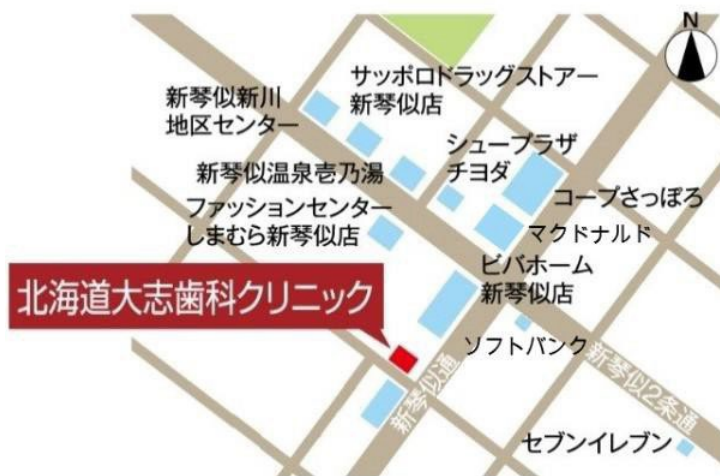 N
サッポロドラッグストアー
新琴似店
新琴似新川
地区センター
シュープラザ
チヨダ
新琴似温泉壱乃湯
コープさっぽろ
ファッションセンター
しまむら新琴似店
マクドナルド
ビバホーム
新琴似店
北海道大志歯科クリニック
ソフトバンク
新琴似通
新琴似2条通
セブンイレブン